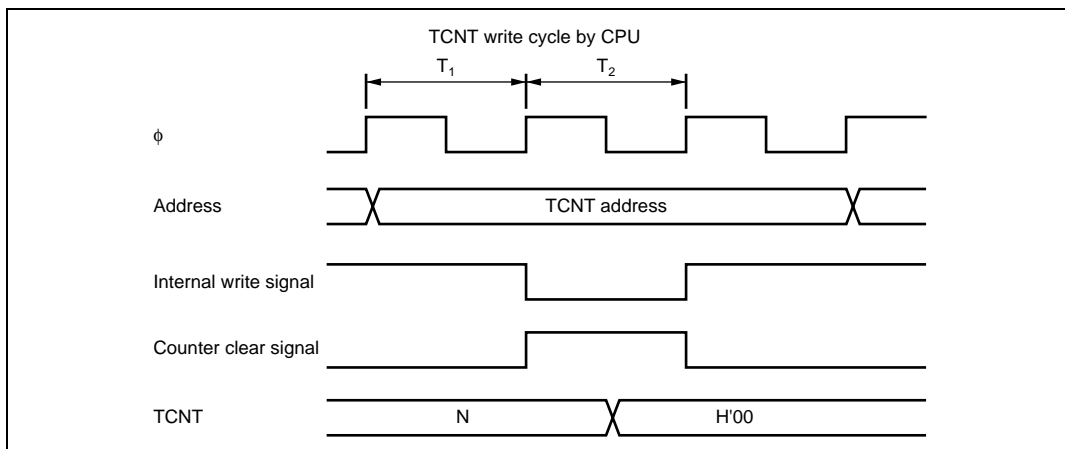 TCNT write cycle by CPU
T₁ T₂
ϕ
Address TCNT address
Internal write signal
Counter clear signal
TCNT N H'00